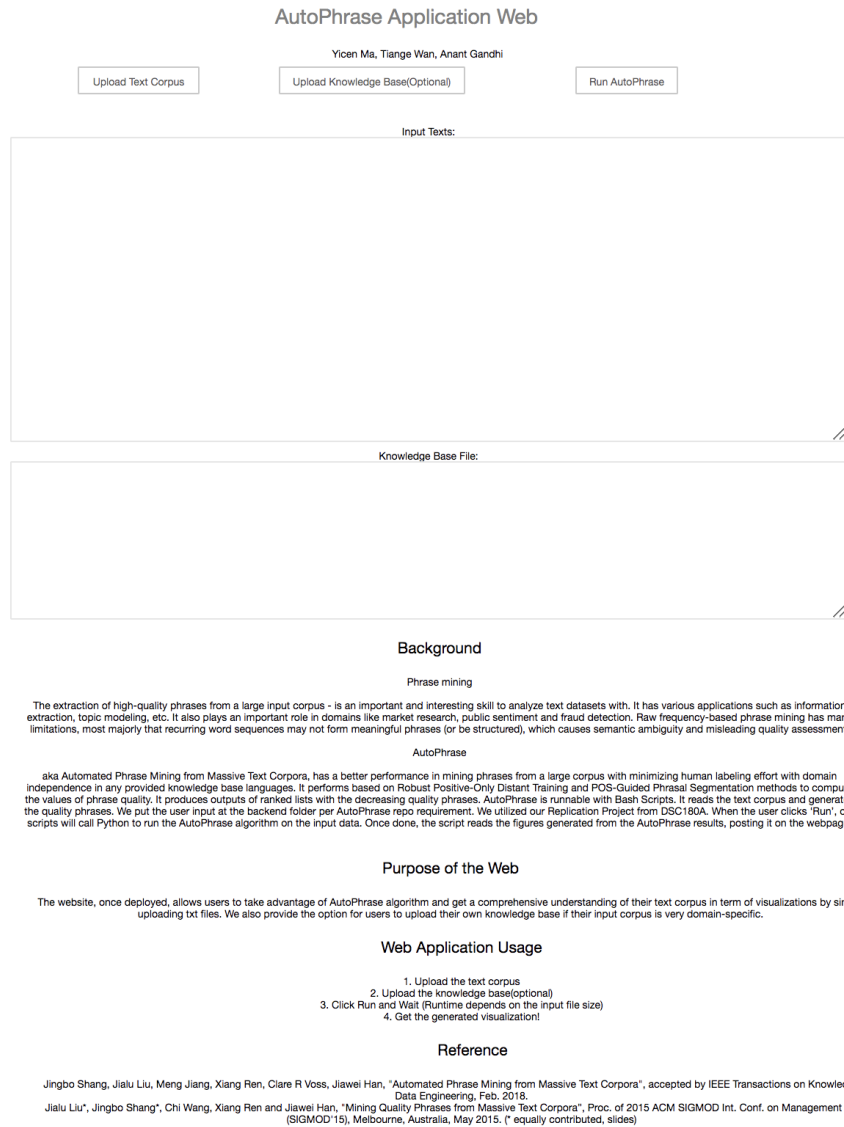 AutoPhrase Application Web
Yicen Ma, Tiange Wan, Anant Gandhi
Upload Text Corpus
Upload Knowledge Base(Optional)
Run AutoPhrase
Input Texts:
Knowledge Base File:
Background
Phrase mining
The extraction of high-quality phrases from a large input corpus - is an important and interesting skill to analyze text datasets with. It has various applications such as information
extraction, topic modeling, etc. It also plays an important role in domains like market research, public sentiment and fraud detection. Raw frequency-based phrase mining has
limitations, most majorly that recurring word sequences may not form meaningful phrases (or be structured), which causes semantic ambiguity and misleading quality
AutoPhrase
aka Automated Phrase Mining from Massive Text Corpora, has a better performance in mining phrases from a large corpus with minimizing human labeling effort with domain
independence in any provided knowledge base languages. It performs based on Robust Positive-Only Distant Training and POS-Guided Phrasal Segmentation methods to
the values of phrase quality. It produces outputs of ranked lists with the decreasing quality phrases. AutoPhrase is runnable with Bash Scripts. It reads the text corpus and
the quality phrases. We put the user input at the backend folder per AutoPhrase repo requirement. We utilized our Replication Project from DSC180A. When the user clicks 'Run',
scripts will call Python to run the AutoPhrase algorithm on the input data. Once done, the script reads the figures generated from the AutoPhrase results, posting it on the
Purpose of the Web
The website, once deployed, allows users to take advantage of AutoPhrase algorithm and get a comprehensive understanding of their text corpus in term of visualizations by
uploading txt files. We also provide the option for users to upload their own knowledge base if their input corpus is very domain-specific.
Web Application Usage
1. Upload the text corpus
2. Upload the knowledge base(optional)
3. Click Run and Wait (Runtime depends on the input file size)
4. Get the generated visualization!
Reference
Jingbo Shang, Jialu Liu, Meng Jiang, Xiang Ren, Clare R Voss, Jiawei Han, "Automated Phrase Mining from Massive Text Corpora", accepted by IEEE Transactions on
Data Engineering, Feb. 2018.
Jialu Liu*, Jingbo Shang*, Chi Wang, Xiang Ren and Jiawei Han, "Mining Quality Phrases from Massive Text Corpora", Proc. of 2015 ACM SIGMOD Int. Conf. on Management
(SIGMOD'15), Melbourne, Australia, May 2015. (* equally contributed, slides)